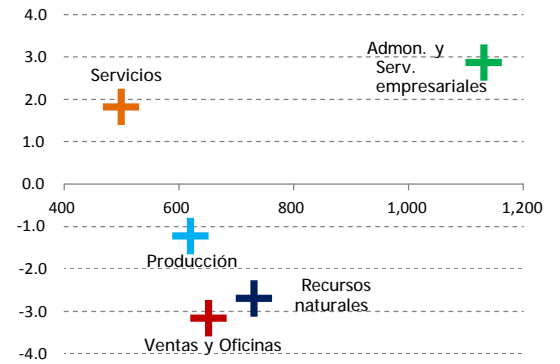 4.0
Admon. y
Serv.
empresariales
3.0
Servicios
2.0
1.0
0.0
400 600 800 1,000 1,200
-1.0
Producción
-2.0
Recursos
naturales
-3.0
Ventas y Oficinas
-4.0